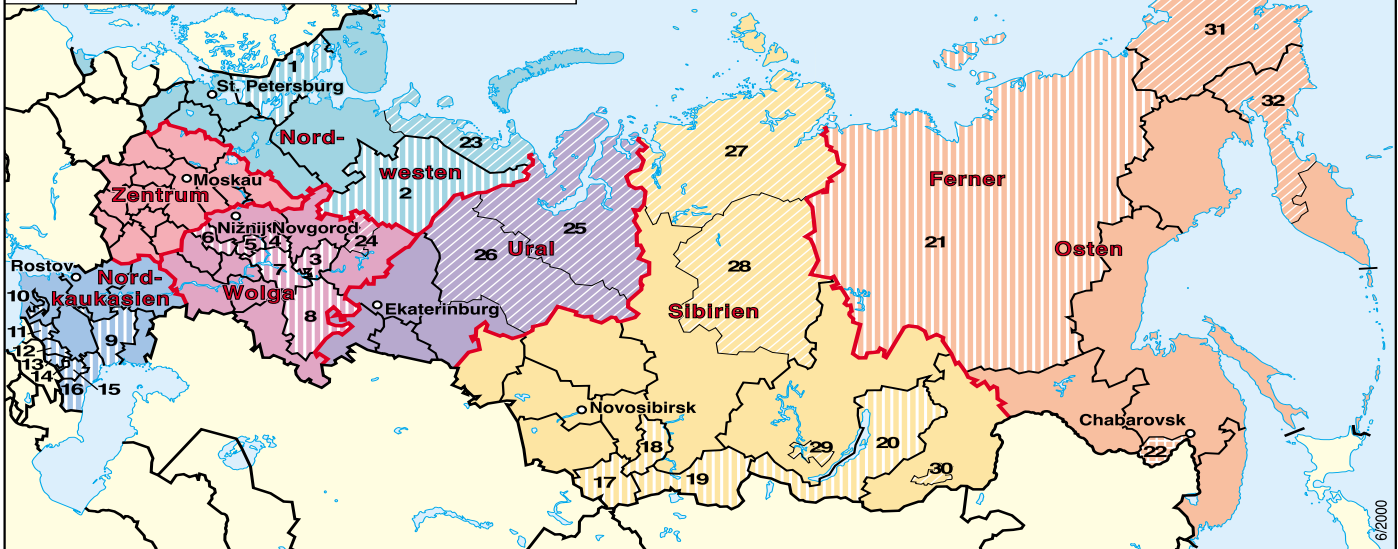 31
1
St. Petersburg
32
Nord-
westen
23
2
27
Moskau
Zentrum
Ferner
Osten
21
Nižnij Novgorod
6
5
4
24
3
7
25
26
Ural
28
Rostov
Nord-
kaukasien
Wolga
8
Ekaterinburg
Sibirien
10
11
9
12
13
14
16
15
Novosibirsk
Chabarovsk
18
29
20
22
17
19
30
6/2000